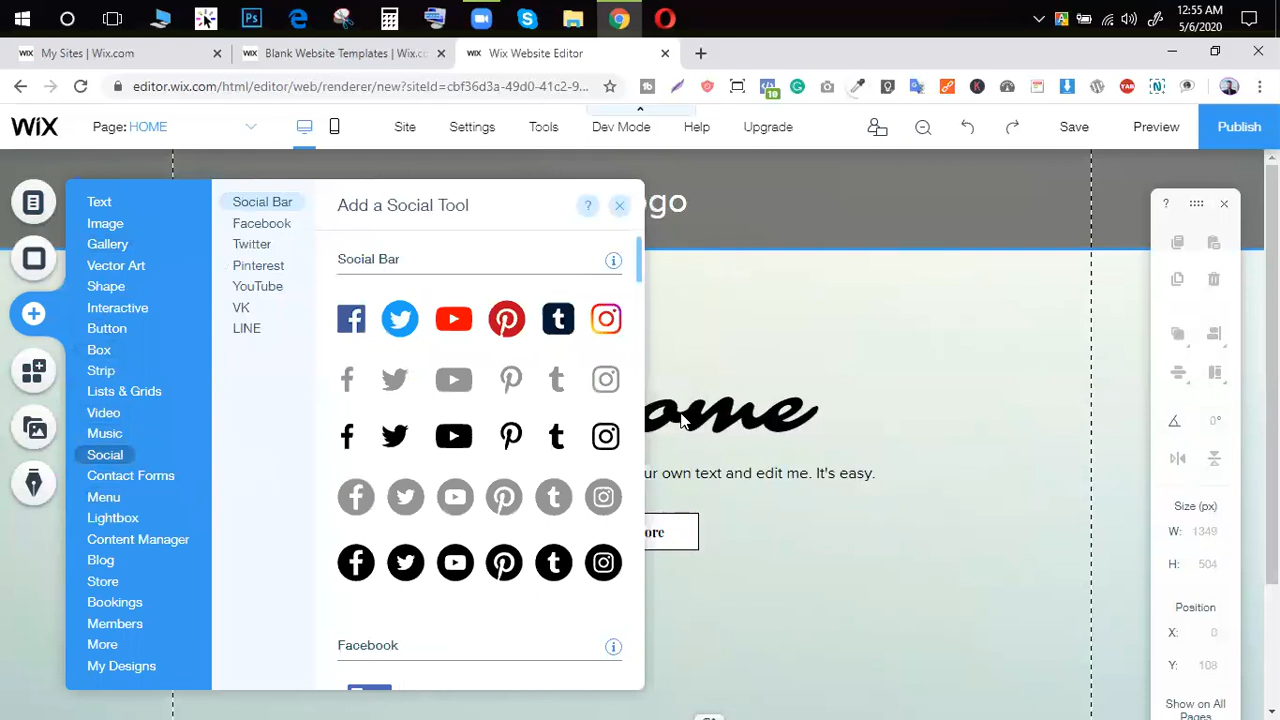 12:55 AM
5/6/2020
WiX My Sites | Wix.com
WiX Blank Website Templates | Wix.c
WiX Wix Website Editor
editor.wix.com/html/editor/web/renderer/new?siteId=cbf36d3a-49d0-41c2-9...
WiX
Page: HOME
Site
Settings
Tools
Dev Mode
Help
Upgrade
Save
Preview
Publish
Text
Image
Gallery
Vector Art
Shape
Interactive
Button
Box
Strip
Lists & Grids
Video
Music
Social
Contact Forms
Menu
Lightbox
Content Manager
Blog
Store
Bookings
Members
More
My Designs
Social Bar
Facebook
Twitter
Pinterest
YouTube
VK
LINE
Add a Social Tool
Social Bar
Facebook
ogo
ome
ur own text and edit me. It's easy.
ore
0°
Size (px)
W: 1349
H: 504
Position
X: 0
Y: 108
Show on All
Pages